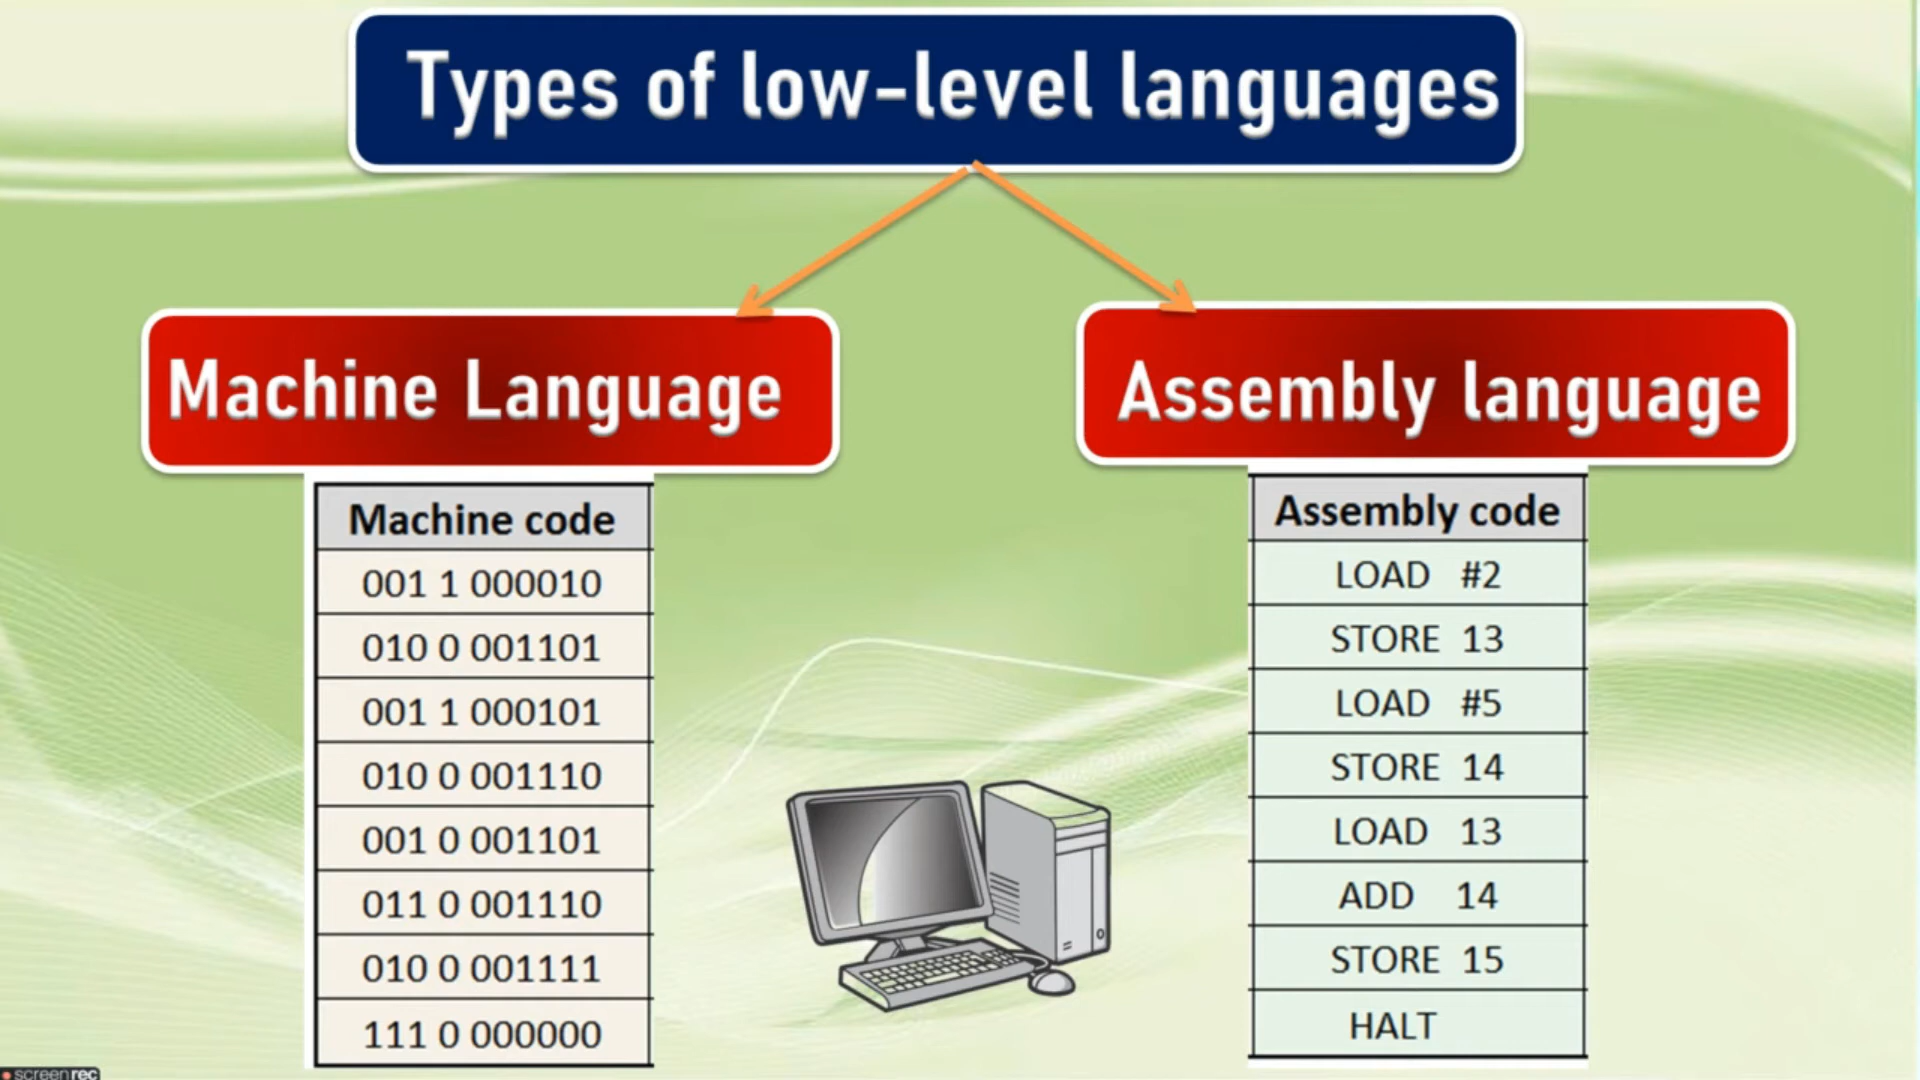 Types of low-level languages
Machine Language
Machine code
001 1 000010
010 0 001101
001 1 000101
010 0 001110
001 0 001101
011 0 001110
010 0 001111
111 0 000000
Assembly language
Assembly code
LOAD #2
STORE 13
LOAD #5
STORE 14
LOAD 13
ADD 14
STORE 15
HALT
screenrec